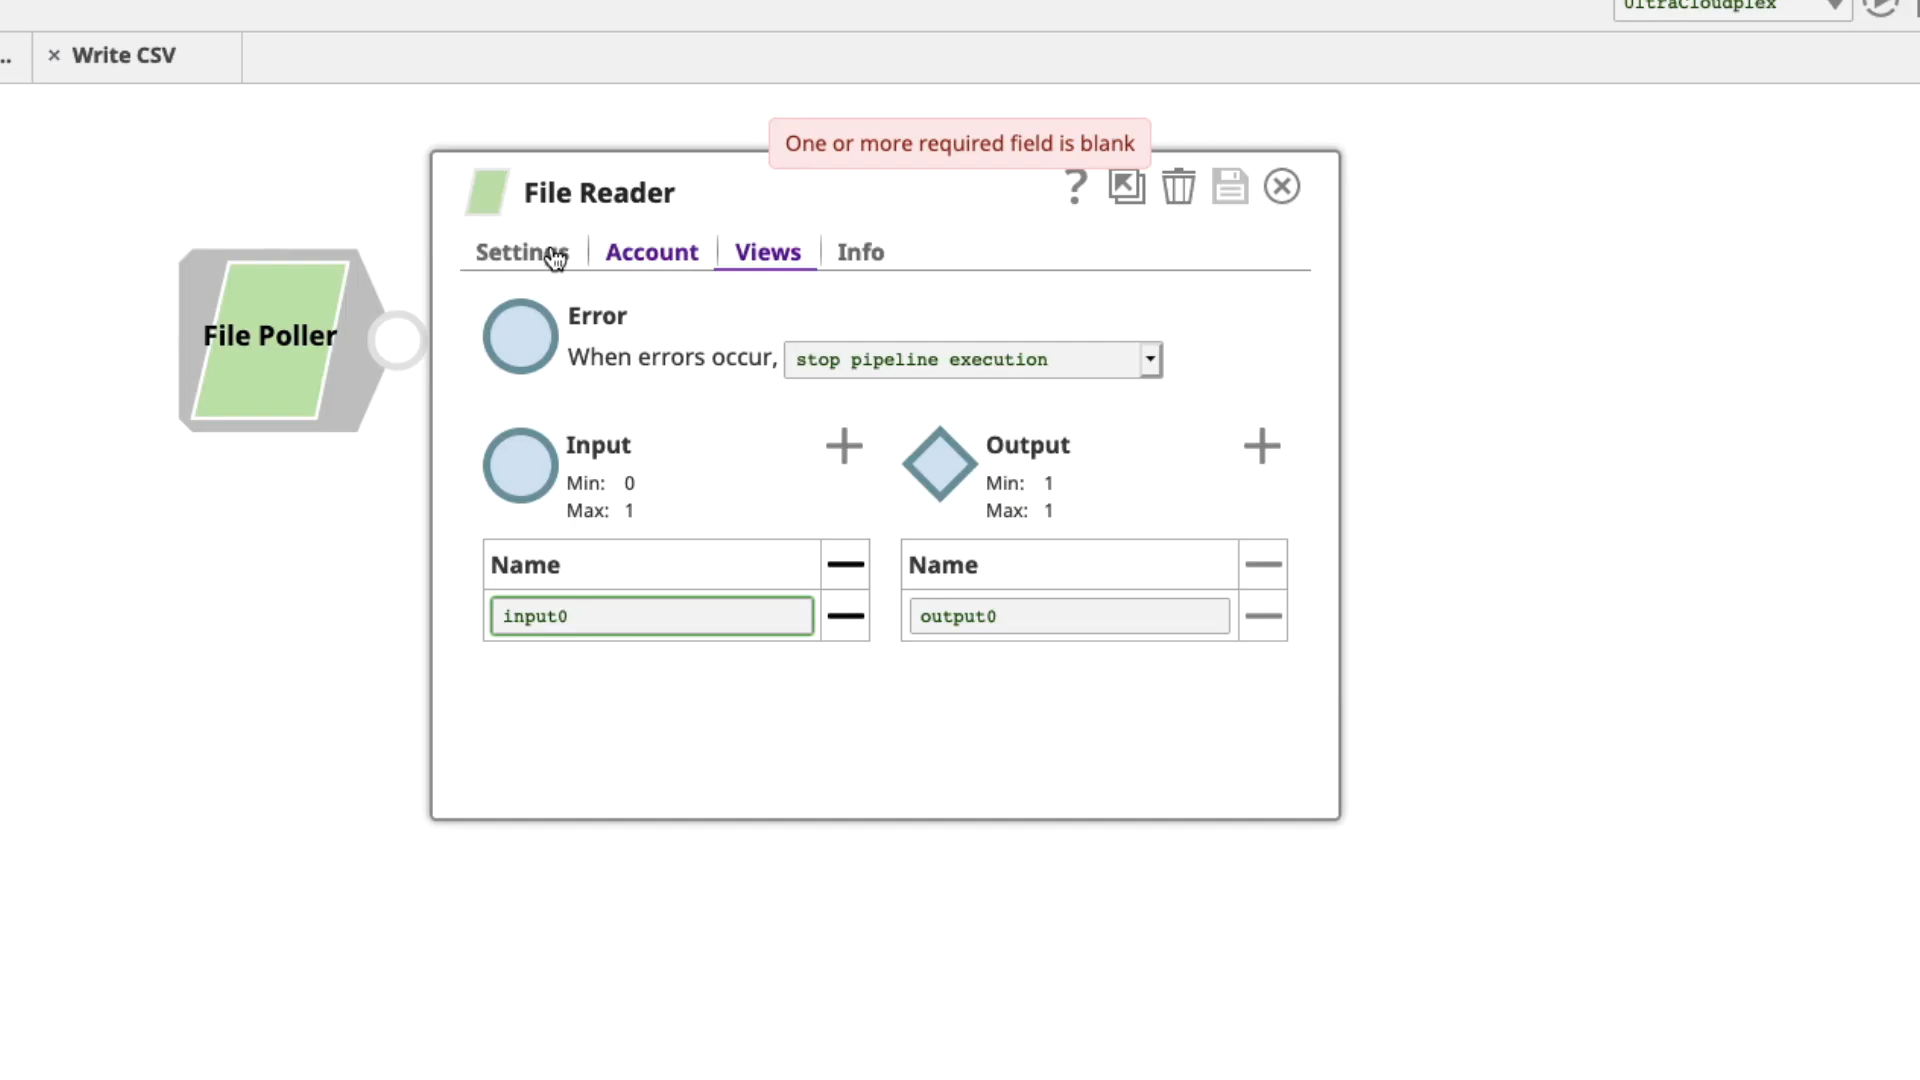 UltraCloudplex
..
× Write CSV
One or more required field is blank
File Reader
?
Settings Account Views Info
File Poller
Error
When errors occur, stop pipeline execution
Input
Min: 0
Max: 1
Output
Min: 1
Max: 1
Name
input0
Name
output0